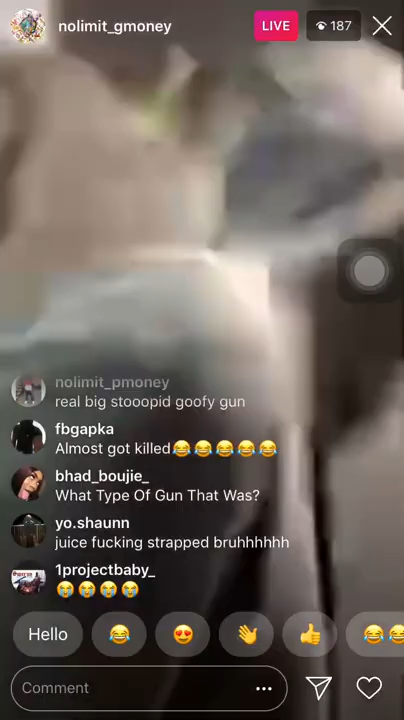 nolimit_gmoney
LIVE
187
nolimit_pmoney
real big stooopid goofy gun
fbgapka
Almost got killed😂😂😂😂😂
bhad_boujie_
What Type Of Gun That Was?
yo.shaunn
juice fucking strapped bruhhhhhh
1projectbaby_
😭😭😭😭
Hello
Comment